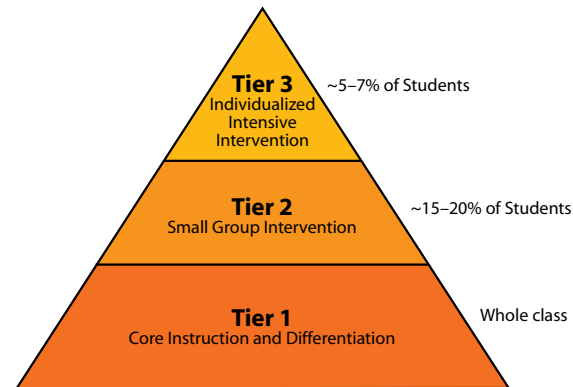 Tier 3
~5–7% of Students
Individualized
Intensive
Intervention
Tier 2
~15–20% of Students
Small Group Intervention
Whole class
Tier 1
Core Instruction and Differentiation